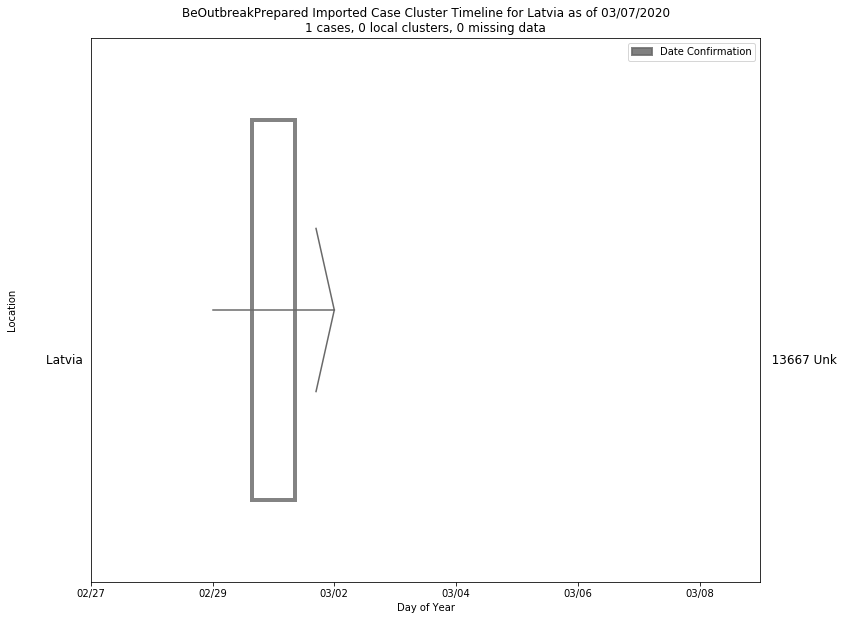 BeOutbreakPrepared Imported Case Cluster Timeline for Latvia as of 03/07/2020
1 cases, 0 local clusters, 0 missing data
Date Confirmation
Location
Latvia
13667 Unk
02/27
02/29
03/02
03/04
03/06
03/08
Day of Year